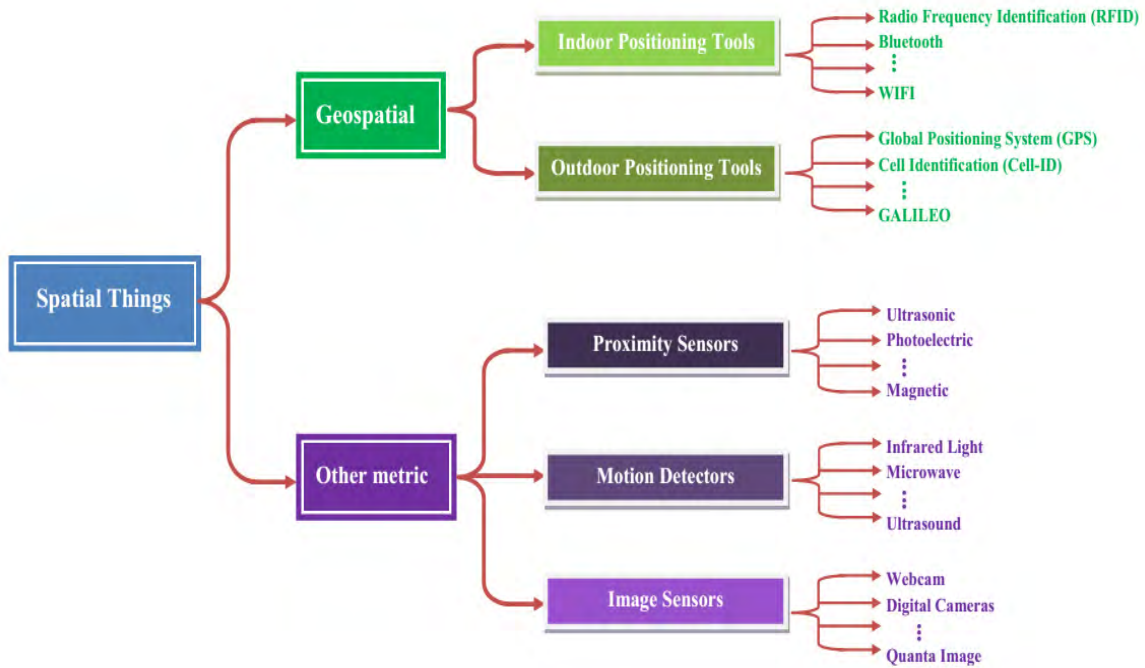 Spatial Things
Geospatial
Indoor Positioning Tools
Radio Frequency Identification (RFID)
Bluetooth
WIFI
Outdoor Positioning Tools
Global Positioning System (GPS)
Cell Identification (Cell-ID)
GALILEO
Other metric
Proximity Sensors
Ultrasonic
Photoelectric
Magnetic
Motion Detectors
Infrared Light
Microwave
Ultrasound
Image Sensors
Webcam
Digital Cameras
Quanta Image